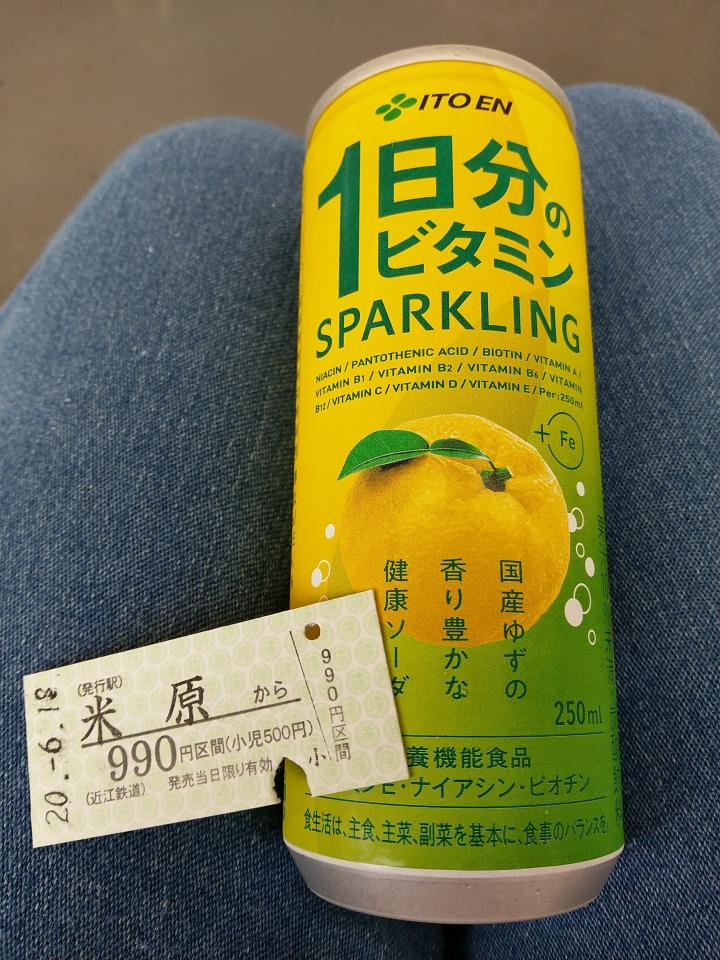 ITO EN
1日分の
ビタミン
SPARKLING
NIACIN / PANTOTHENIC ACID / BIOTIN / VITAMIN A /
VITAMIN B1 / VITAMIN B2 / VITAMIN B6 / VITAMIN
B12 / VITAMIN C / VITAMIN D / VITAMIN E / Per:250ml
+Fe
国産ゆずの
香り豊かな
健康ソーダ
250ml
養機能食品
E・ナイアシン・ビオチン
食生活は、主食、主菜、副菜を基本に、食事のバランスを。
20.-6.18
(発行駅)
米原から
990円区間(小児500円)
(近江鉄道) 発売当日限り有効
990円区間
小